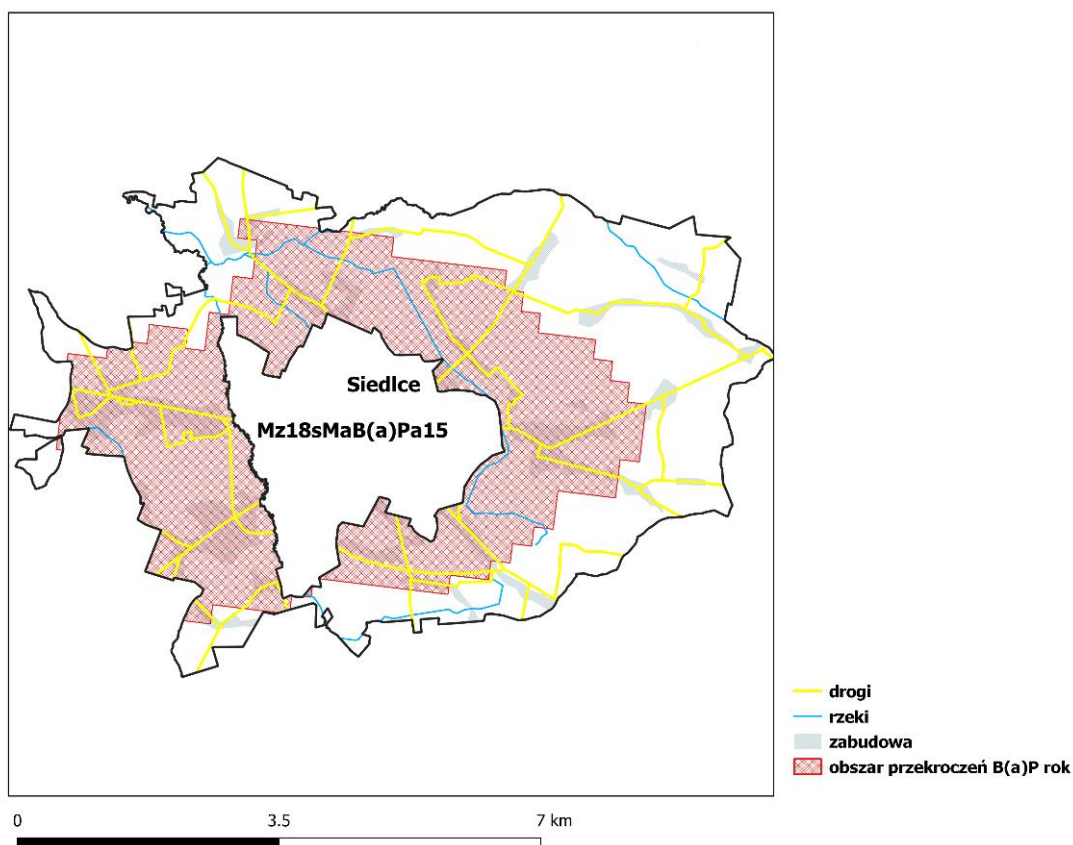 Siedlce
Mz18sMaB(a)Pa15
drogi
rzeki
zabudowa
obszar przekroczeń B(a)P rok
0 3.5 7 km